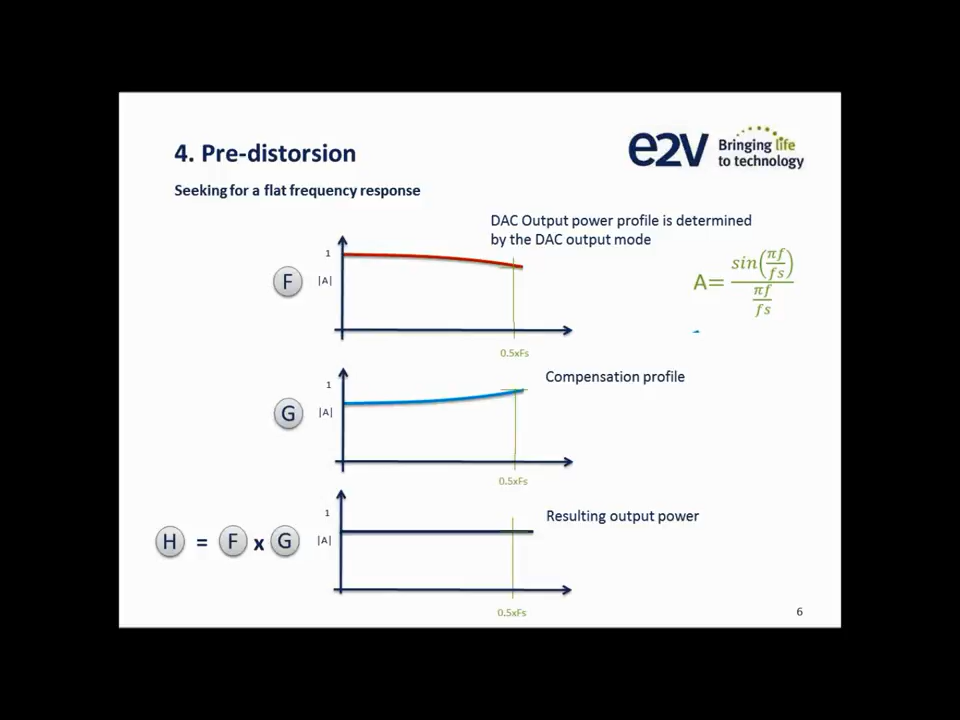 4. Pre-distorsion
e2v
Bringing life
to technology
Seeking for a flat frequency response
DAC Output power profile is determined
by the DAC output mode
1
F
|A|
A= sin(πf/fs) / (πf/fs)
0.5xFs
Compensation profile
1
G
|A|
0.5xFs
Resulting output power
1
H = F x G
|A|
0.5xFs
6